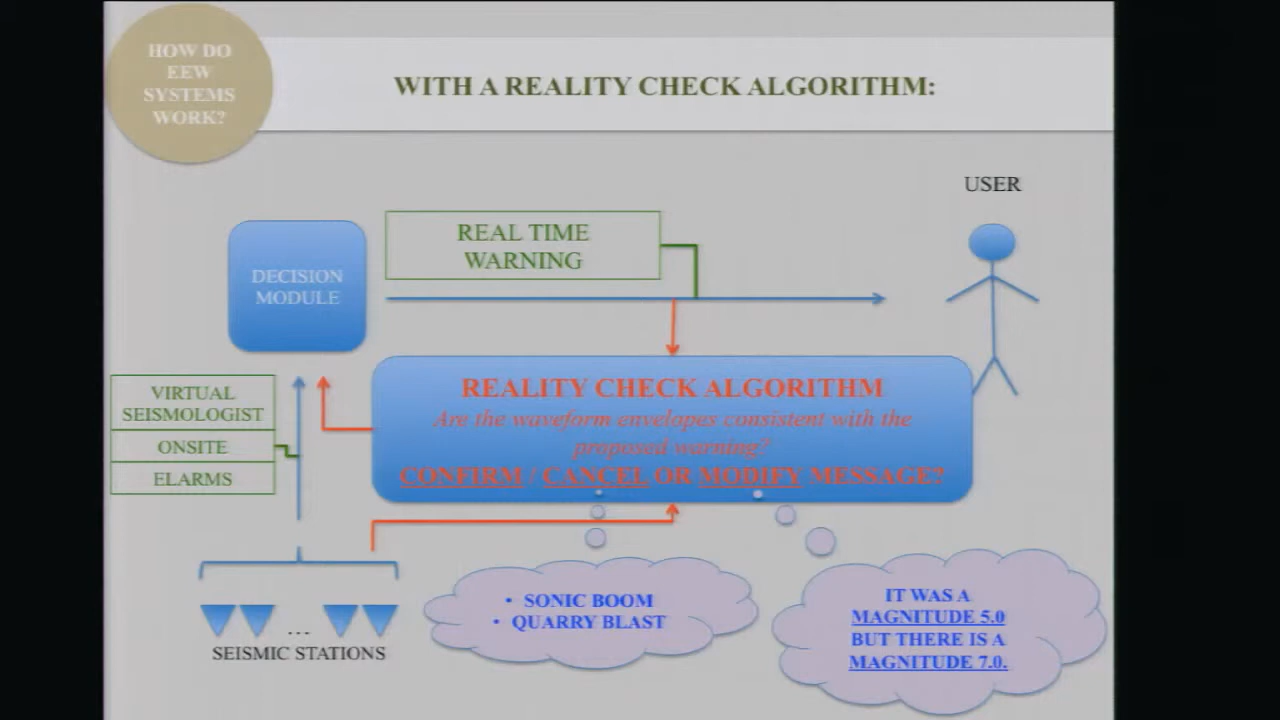 HOW DO
EEW
SYSTEMS
WORK?
WITH A REALITY CHECK ALGORITHM:
USER
REAL TIME
WARNING
DECISION
MODULE
VIRTUAL
SEISMOLOGIST
ONSITE
ELARMS
REALITY CHECK ALGORITHM
Are the waveform envelopes consistent with the
proposed warning?
CONFIRM / CANCEL OR MODIFY MESSAGE?
• SONIC BOOM
• QUARRY BLAST
IT WAS A
MAGNITUDE 5.0
BUT THERE IS A
MAGNITUDE 7.0.
...
SEISMIC STATIONS